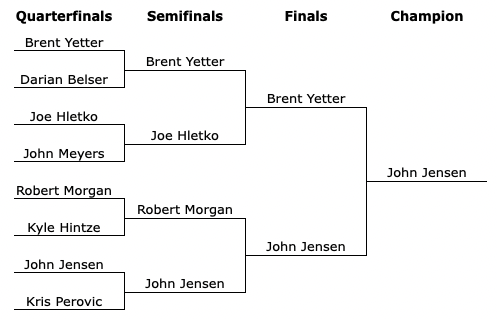 Quarterfinals Semifinals Finals Champion
Brent Yetter
Brent Yetter
Darian Belser
Brent Yetter
Joe Hletko
Joe Hletko
John Meyers
John Jensen
Robert Morgan
Robert Morgan
Kyle Hintze
John Jensen
John Jensen
John Jensen
Kris Perovic